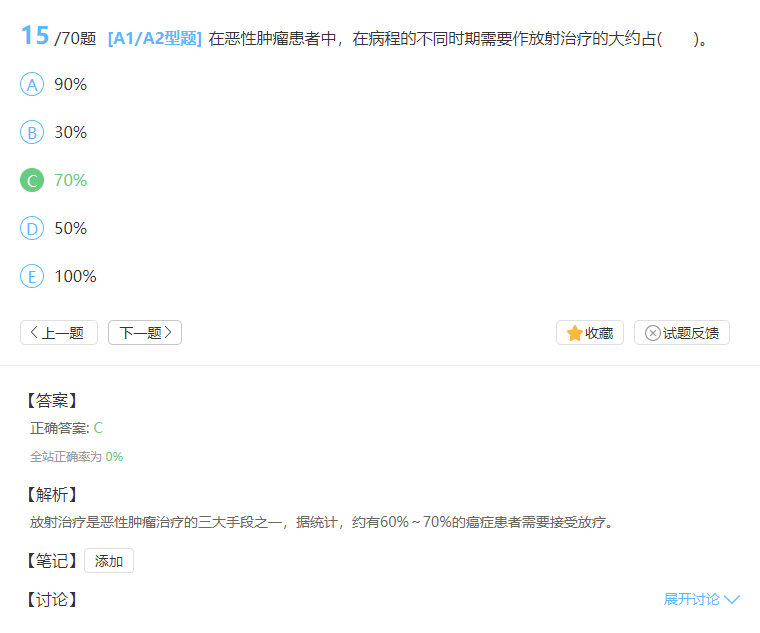 15 /70题 [A1/A2型题] 在恶性肿瘤患者中，在病程的不同时期需要作放射治疗的大约占(　　)。
A 90%
B 30%
C 70%
D 50%
E 100%
上一题 下一题 收藏 试题反馈
【答案】
正确答案: C
全站正确率为 0%
【解析】
放射治疗是恶性肿瘤治疗的三大手段之一，据统计，约有60%～70%的癌症患者需要接受放疗。
【笔记】 添加
【讨论】 展开讨论